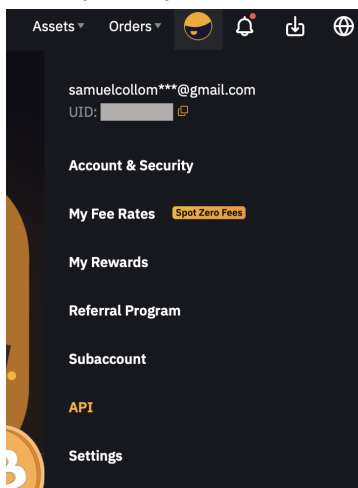 Assets Orders
samuelcollom***@gmail.com
UID:
Account & Security
My Fee Rates Spot Zero Fees
My Rewards
Referral Program
Subaccount
API
Settings